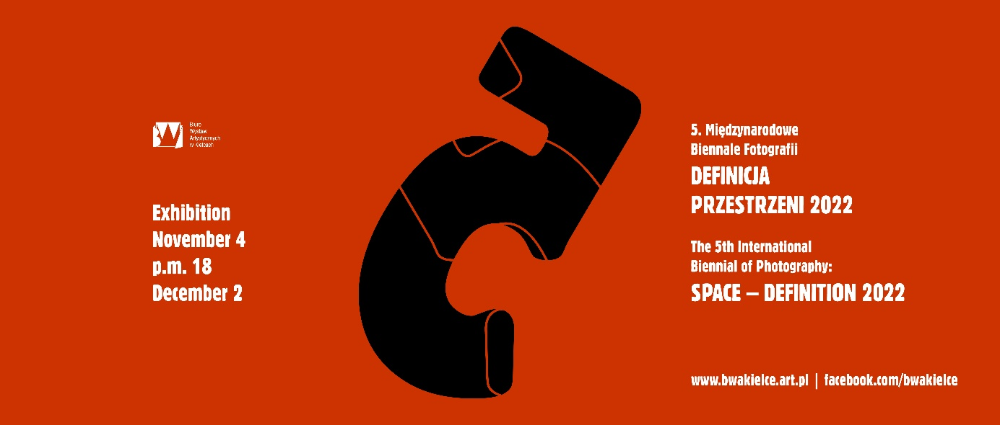 Biuro
Wystaw
Artystycznych
w Kielcach
Exhibition
November 4
p.m. 18
December 2
5. Międzynarodowe
Biennale Fotografii
DEFINICJA
PRZESTRZENI 2022
The 5th International
Biennial of Photography:
SPACE – DEFINITION 2022
www.bwakielce.art.pl | facebook.com/bwakielce